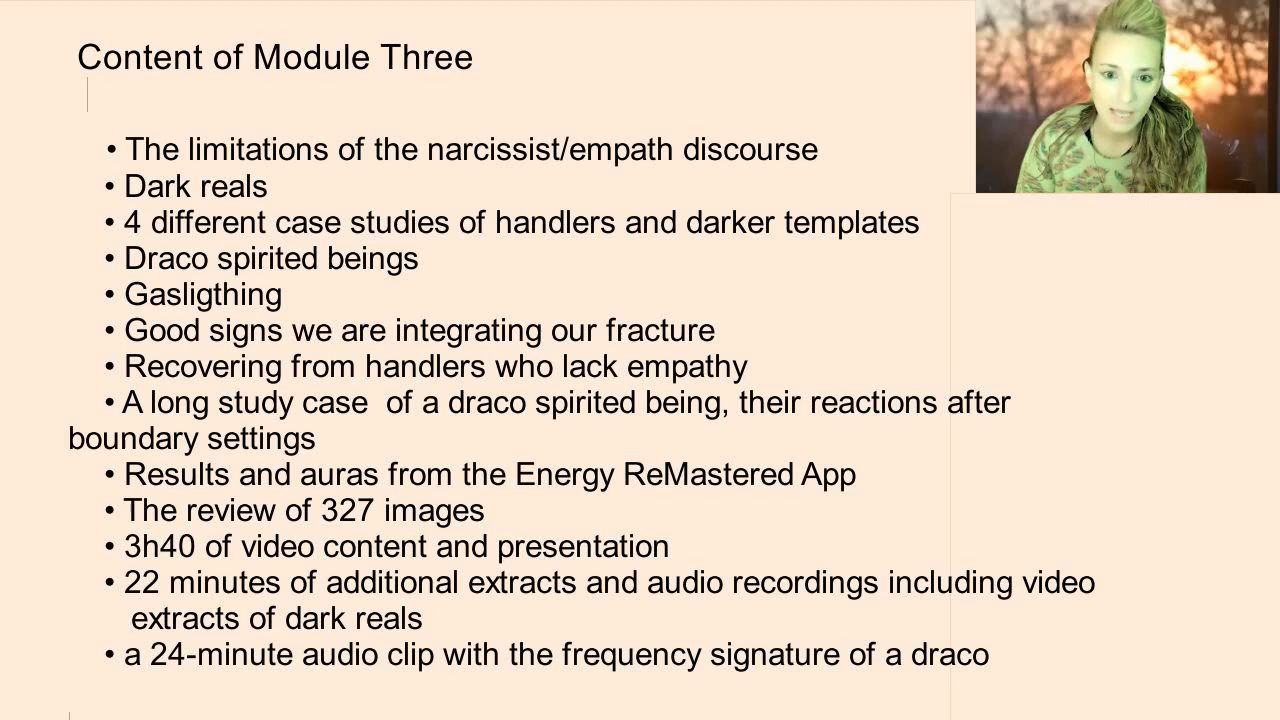 Content of Module Three
• The limitations of the narcissist/empath discourse
• Dark reals
• 4 different case studies of handlers and darker templates
• Draco spirited beings
• Gasligthing
• Good signs we are integrating our fracture
• Recovering from handlers who lack empathy
• A long study case  of a draco spirited being, their reactions after
boundary settings
• Results and auras from the Energy ReMastered App
• The review of 327 images
• 3h40 of video content and presentation
• 22 minutes of additional extracts and audio recordings including video
extracts of dark reals
• a 24-minute audio clip with the frequency signature of a draco